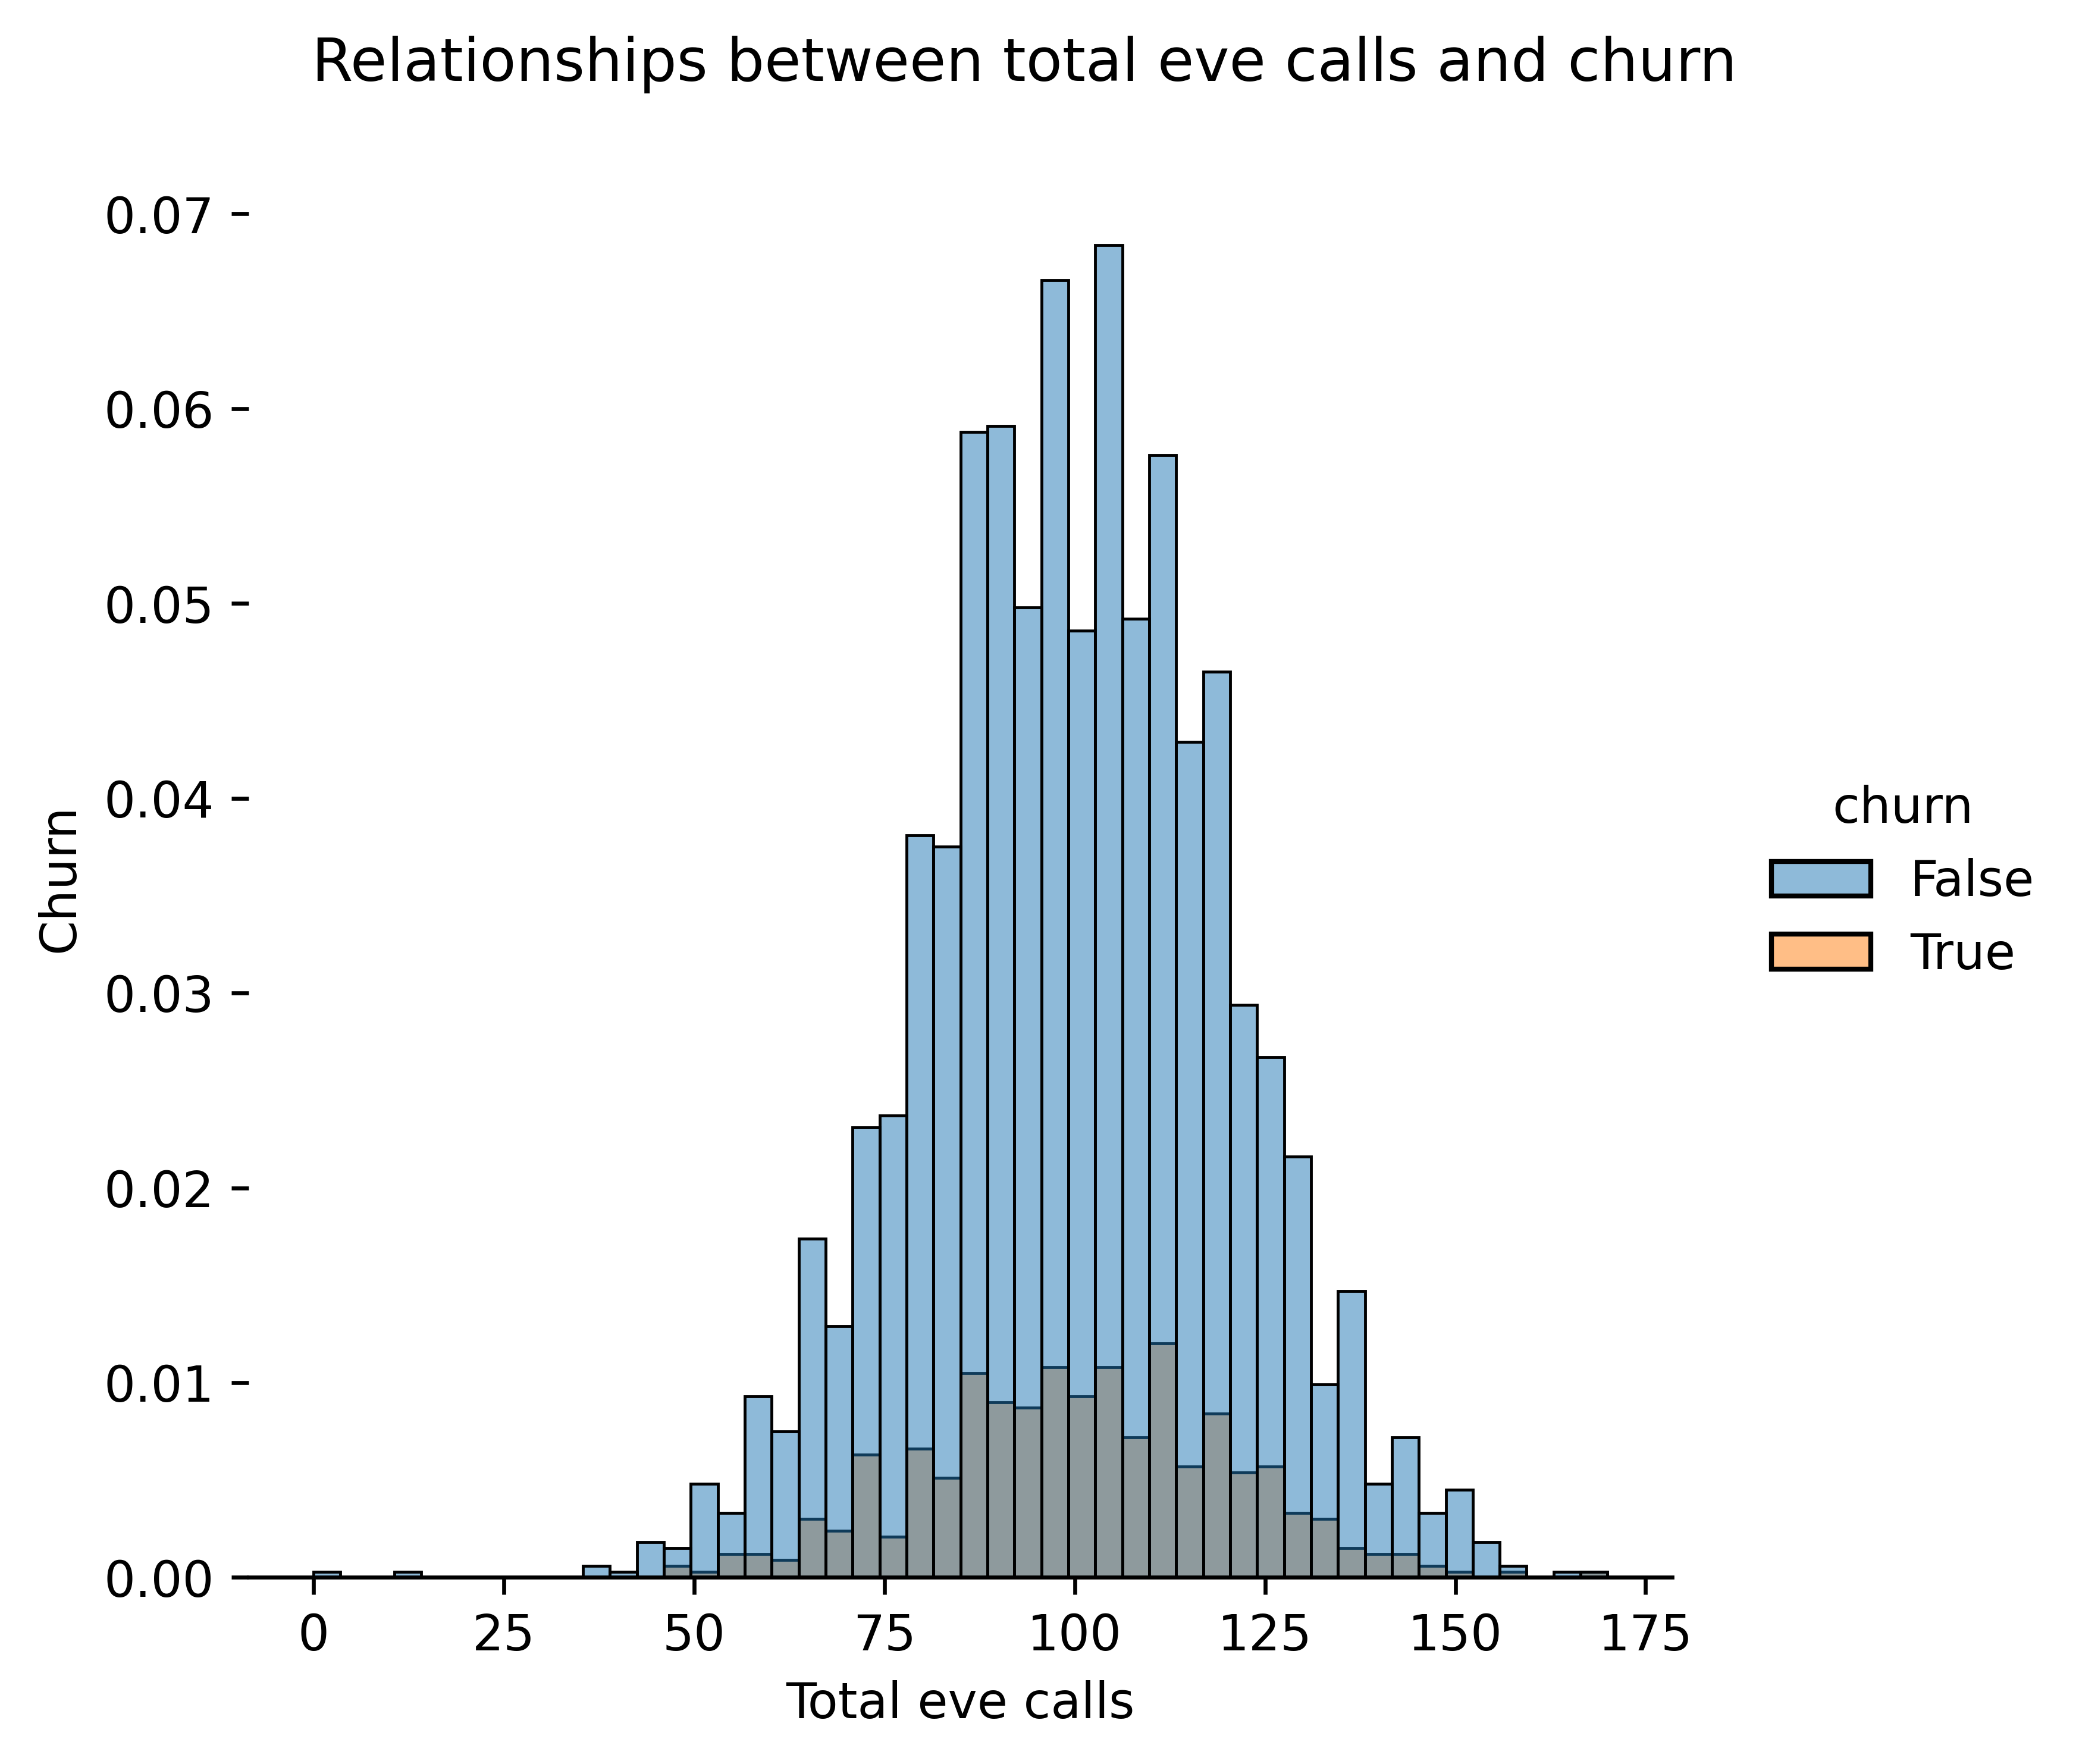 Relationships between total eve calls and churn
0.07
0.06
0.05
0.04
0.03
0.02
0.01
0.00
Churn
0 25 50 75 100 125 150 175
Total eve calls
churn
False
True